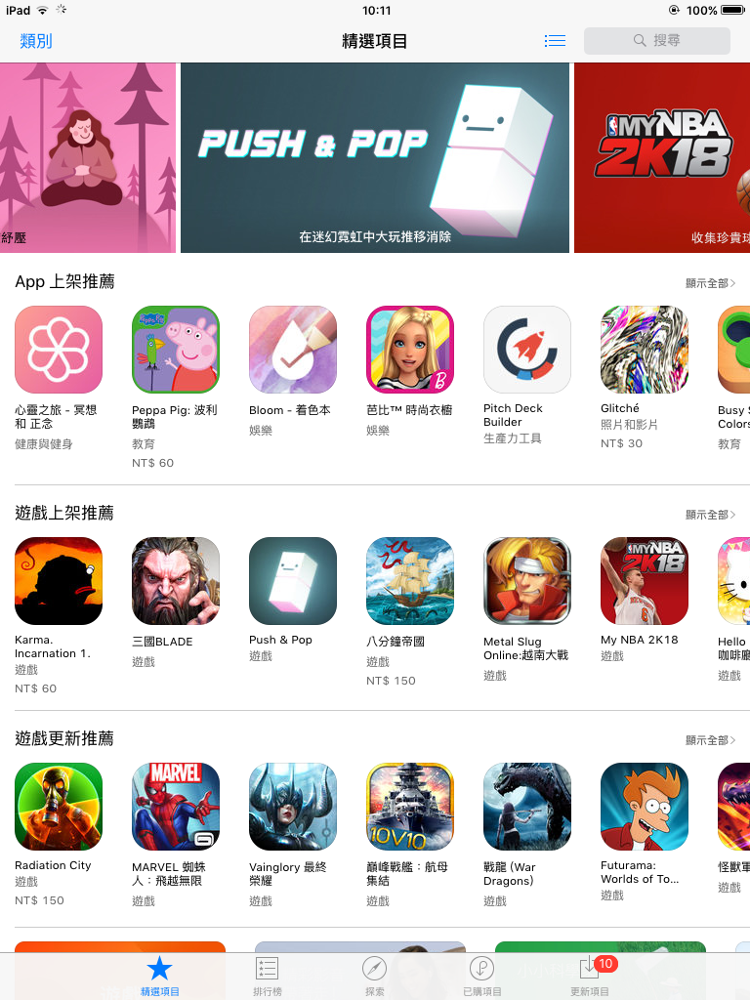 iPad 10:11 100%
類別 精選項目 搜尋
PUSH & POP
MYNBA
2K18
紓壓 在迷幻霓虹中大玩推移消除 收集珍貴球
App 上架推薦 顯示全部
Peppa Pig
B
心靈之旅 - 冥想和 正念
健康與健身
Peppa Pig: 波利鸚鵡
教育
NT$ 60
Bloom - 着色本
娛樂
芭比™ 時尚衣櫥
娛樂
Pitch Deck
Builder
生產力工具
Glitché
照片和影片
NT$ 30
Busy
Colors
教育
遊戲上架推薦 顯示全部
MYNBA
2K18
Karma.
Incarnation 1.
遊戲
NT$ 60
三國BLADE
遊戲
Push & Pop
遊戲
八分鐘帝國
遊戲
NT$ 150
Metal Slug
Online:越南大戰
遊戲
My NBA 2K18
遊戲
Hello
咖啡廳
遊戲
遊戲更新推薦 顯示全部
MARVEL
10V10
Radiation City
遊戲
NT$ 150
MARVEL 蜘蛛
人：飛越無限
遊戲
Vainglory 最終
榮耀
遊戲
巔峰戰艦：航母
集結
遊戲
戰龍 (War
Dragons)
遊戲
Futurama:
Worlds of To...
遊戲
怪獸軍
遊戲
10
精選項目 排行榜 探索 已購項目 更新項目